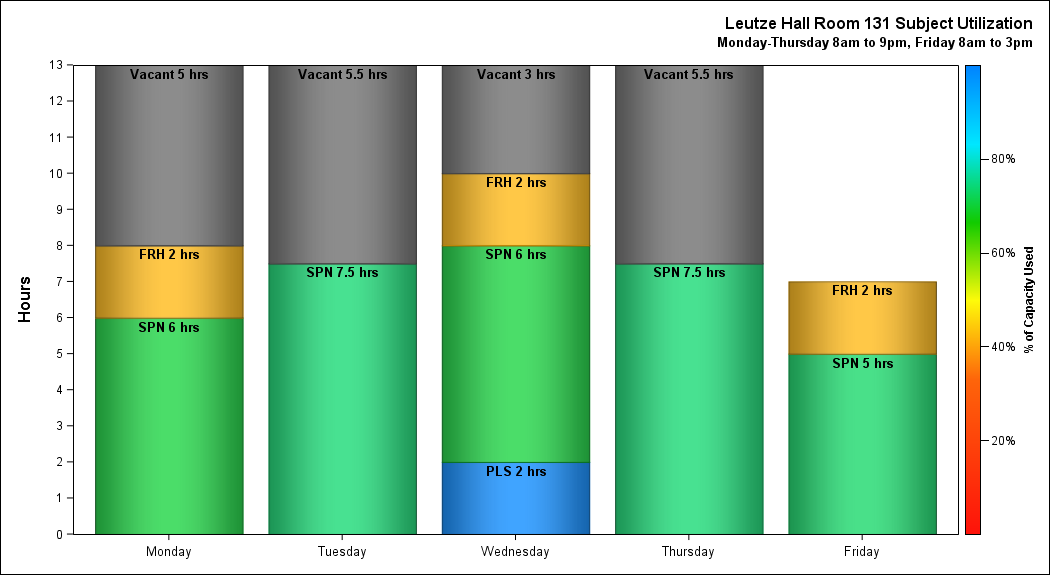 Leutze Hall Room 131 Subject Utilization
Monday-Thursday 8am to 9pm, Friday 8am to 3pm
Hours
13
12
11
10
9
8
7
6
5
4
3
2
1
0
Vacant 5 hrs
FRH 2 hrs
SPN 6 hrs
Vacant 5.5 hrs
SPN 7.5 hrs
Vacant 3 hrs
FRH 2 hrs
SPN 6 hrs
PLS 2 hrs
Vacant 5.5 hrs
SPN 7.5 hrs
FRH 2 hrs
SPN 5 hrs
Monday
Tuesday
Wednesday
Thursday
Friday
80%
60%
40%
20%
% of Capacity Used